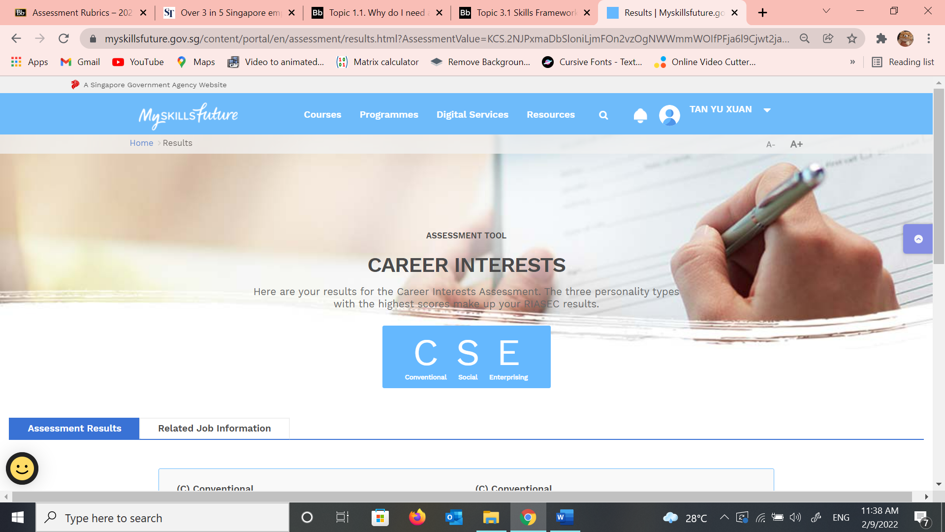 Assessment Rubrics – 202
Over 3 in 5 Singapore em
Topic 1.1. Why do I need
Topic 3.1 Skills Framework
Results | Myskillsfuture.go
myskillsfuture.gov.sg/content/portal/en/assessment/results.html?AssessmentValue=KCS.2NJPxmaDbSloniLjmFOn2vzOgNWWmmWOIfPFja6l9Cjwt2ja...
Apps
Gmail
YouTube
Maps
Video to animated...
Matrix calculator
Remove Backgroun...
Cursive Fonts - Text...
Online Video Cutter...
»
Reading list
A Singapore Government Agency Website
MySKILLSFuture
Courses
Programmes
Digital Services
Resources
TAN YU XUAN
Home > Results
A- A+
ASSESSMENT TOOL
CAREER INTERESTS
Here are your results for the Career Interests Assessment. The three personality types
with the highest scores make up your RIASEC results.
C S E
Conventional Social Enterprising
Assessment Results
Related Job Information
(C) Conventional
(C) Conventional
Type here to search
28°C
ENG
11:38 AM
2/9/2022
7